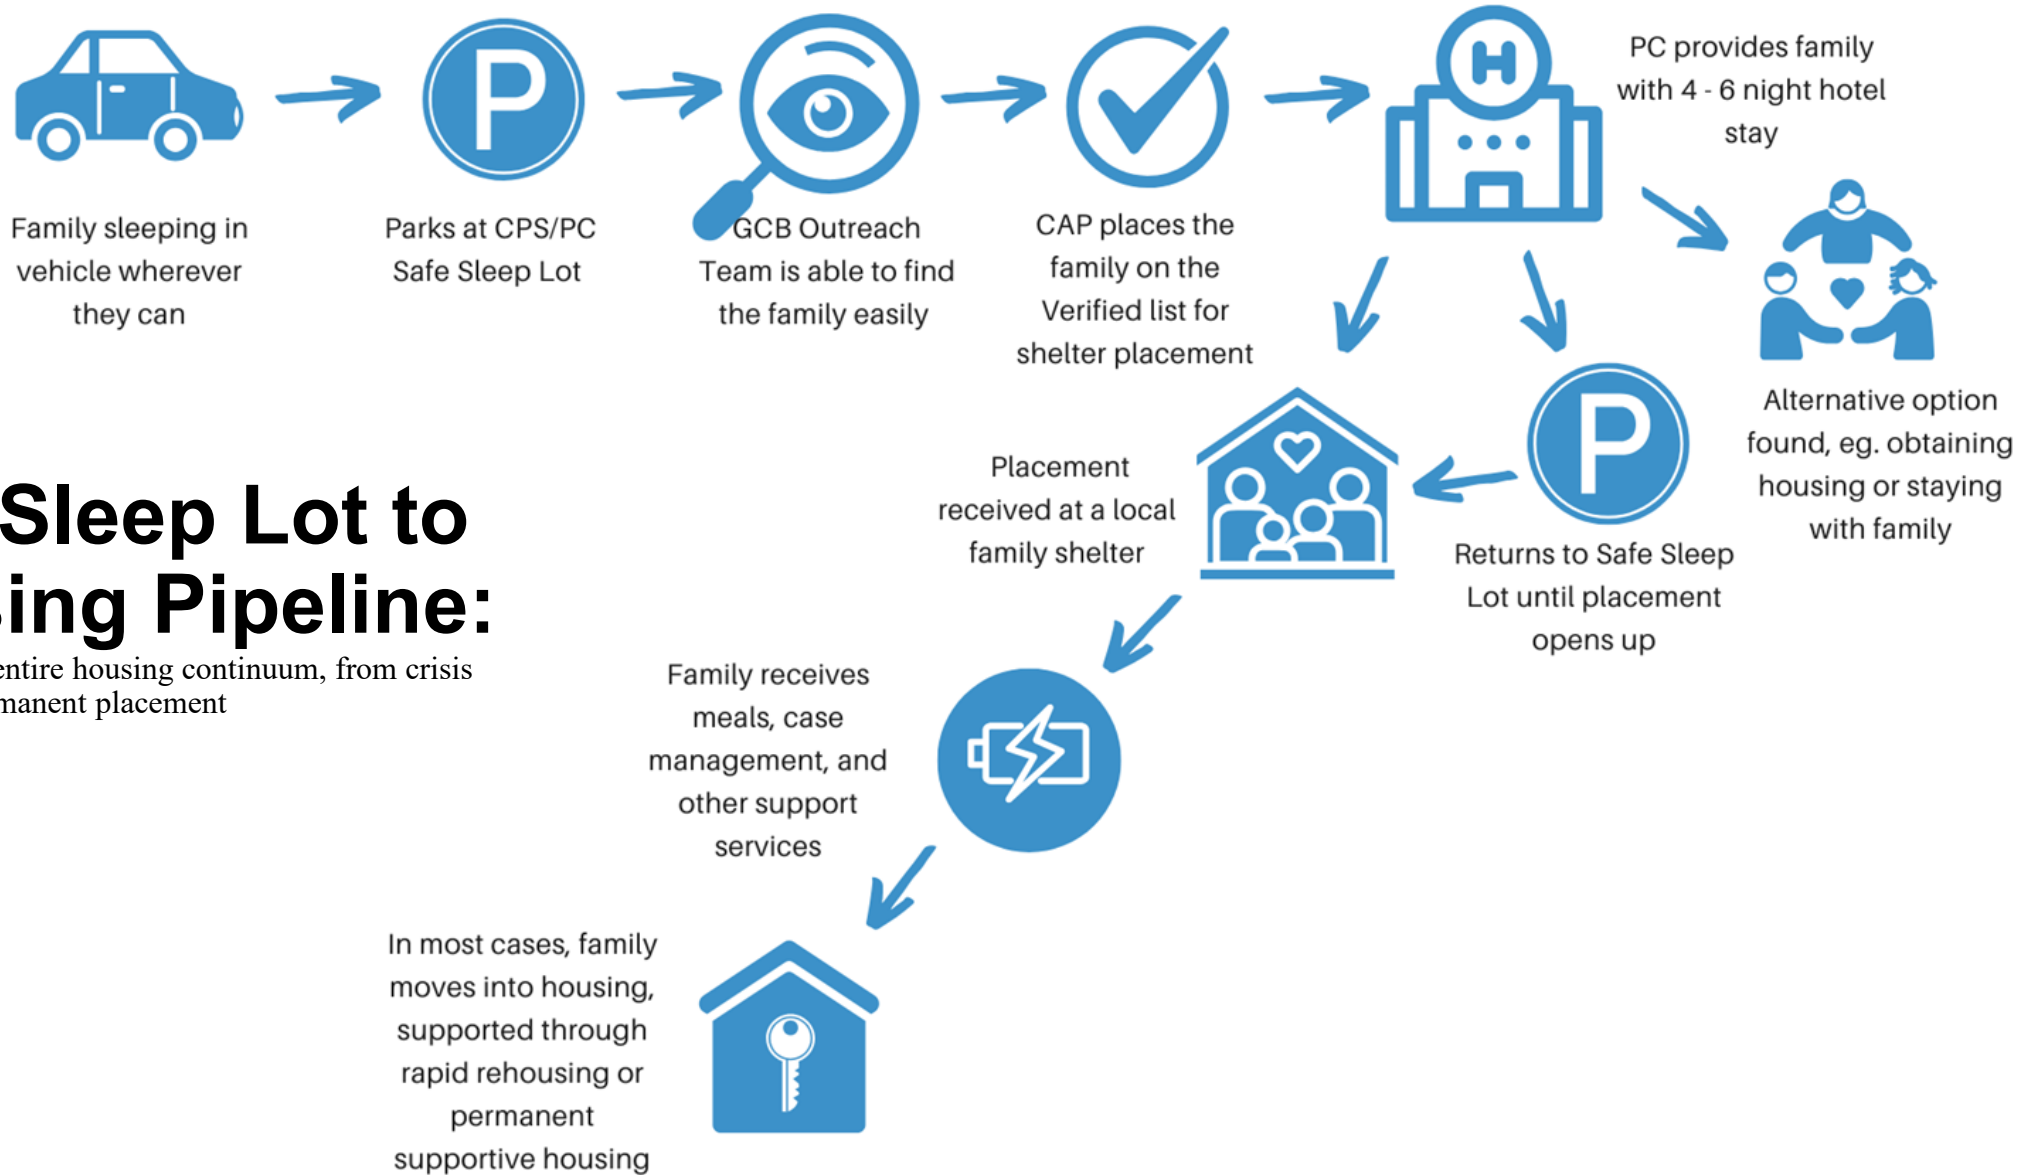 Family sleeping in
vehicle wherever
they can
P
Parks at CPS/PC
Safe Sleep Lot
GCB Outreach
Team is able to find
the family easily
CAP places the
family on the
Verified list for
shelter placement
H
PC provides family
with 4 - 6 night hotel
stay
Alternative option
found, eg. obtaining
housing or staying
with family
P
Returns to Safe Sleep
Lot until placement
opens up
Placement
received at a local
family shelter
Sleep Lot to
ing Pipeline:
entire housing continuum, from crisis
manent placement
Family receives
meals, case
management, and
other support
services
In most cases, family
moves into housing,
supported through
rapid rehousing or
permanent
supportive housing